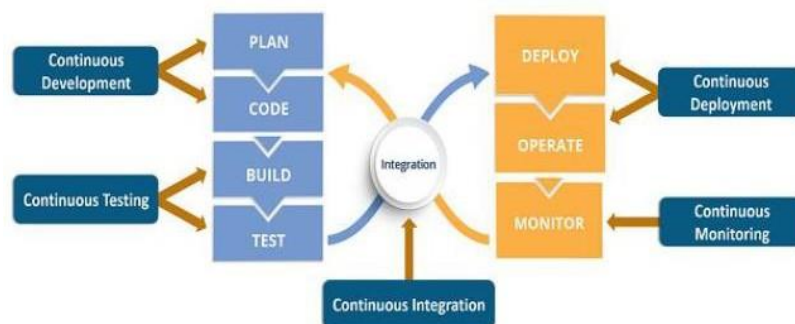 PLAN
CODE
BUILD
TEST
Continuous
Development
Continuous Testing
Integration
Continuous Integration
DEPLOY
OPERATE
MONITOR
Continuous
Deployment
Continuous
Monitoring